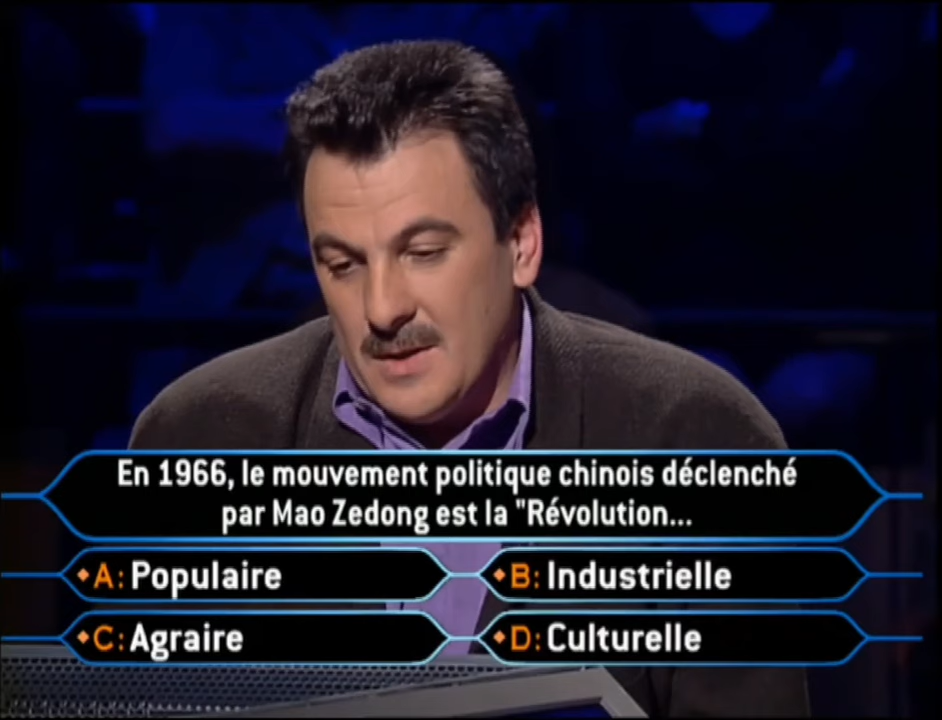 En 1966, le mouvement politique chinois déclenché
par Mao Zedong est la "Révolution...
A: Populaire
B: Industrielle
C: Agraire
D: Culturelle